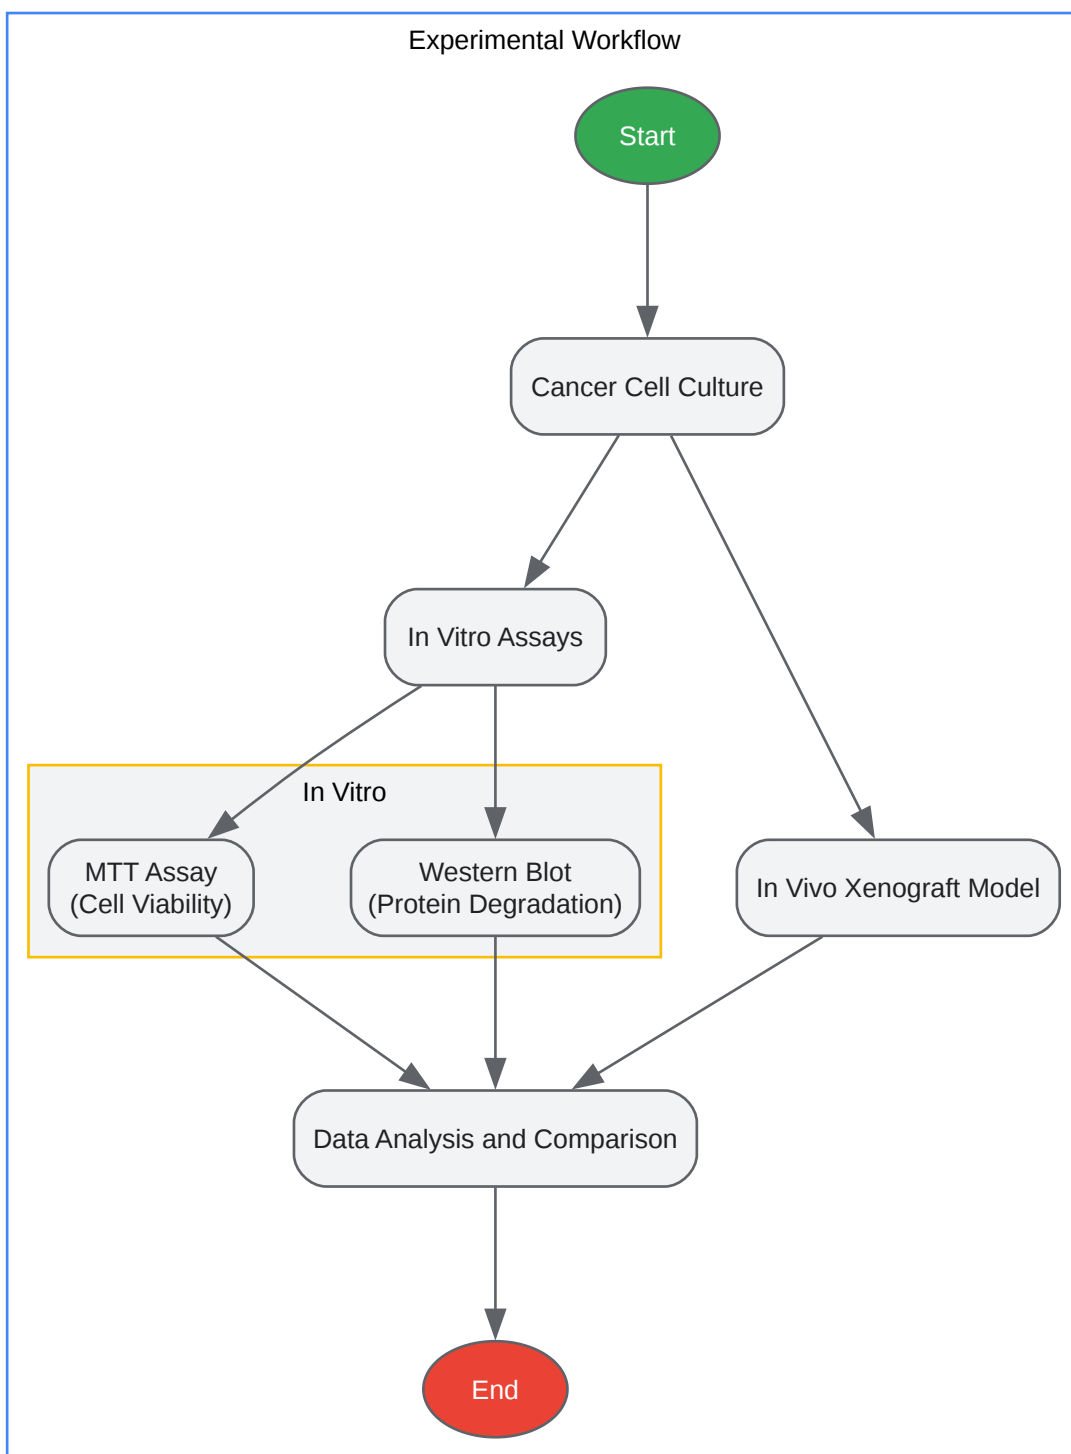 Experimental Workflow
Start
Cancer Cell Culture
In Vitro Assays
In Vitro
MTT Assay
(Cell Viability)
Western Blot
(Protein Degradation)
In Vivo Xenograft Model
Data Analysis and Comparison
End